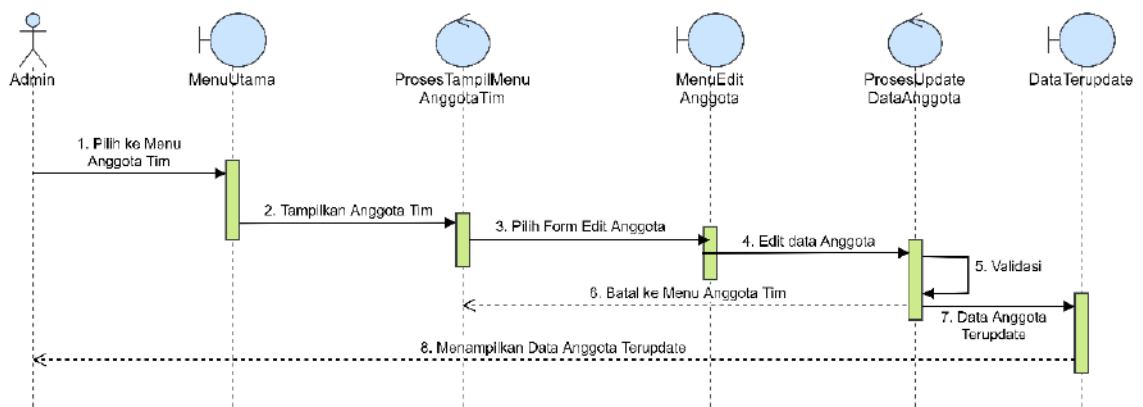 Admin
MenuUtama
ProsesTampilMenu
AnggotaTim
MenuEdit
Anggota
ProsesUpdate
DataAnggota
DataTerupdate
1. Pilih ke Menu
Anggota Tim
2. Tampilkan Anggota Tim
3. Pilih Form Edit Anggota
4. Edit data Anggota
5. Validasi
6. Batal ke Menu Anggota Tim
7. Data Anggota
Terupdate
8. Menampilkan Data Anggota Terupdate